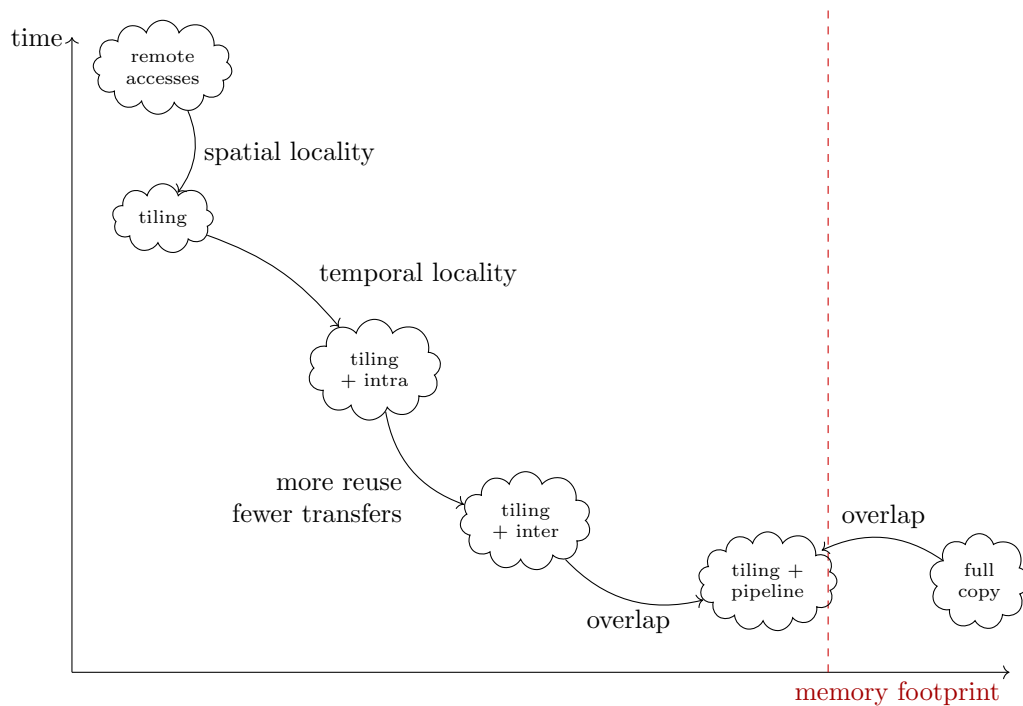 time
remote
accesses
spatial locality
tiling
temporal locality
tiling
+ intra
more reuse
fewer transfers
tiling
+ inter
overlap
tiling +
pipeline
overlap
full
copy
memory footprint